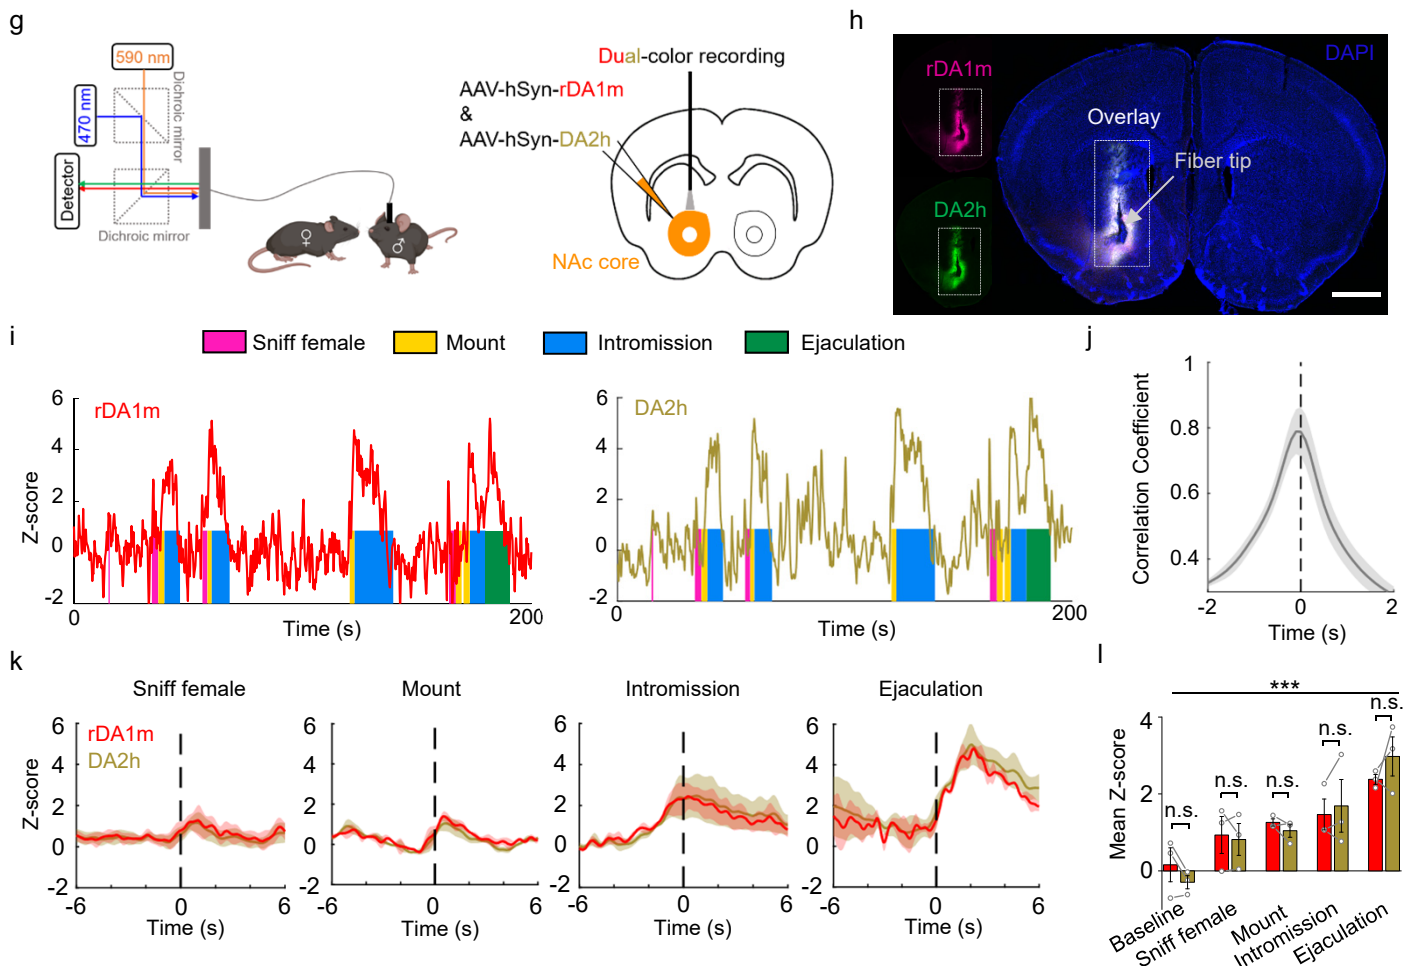 g
590 nm
Dichroic mirror
470 nm
Detector
Dichroic mirror
♀
♂
Dual-color recording
AAV-hSyn-rDA1m
&
AAV-hSyn-DA2h
NAc core
h
rDA1m
DAPI
Overlay
Fiber tip
DA2h
i
Sniff female
Mount
Intromission
Ejaculation
rDA1m
Z-score
6
4
2
0
-2
0
200
Time (s)
DA2h
6
4
2
0
-2
0
200
Time (s)
j
Correlation Coefficient
1
0.8
0.6
0.4
-2
0
2
Time (s)
k
Sniff female
rDA1m
DA2h
Z-score
6
4
2
0
-2
-6
0
6
Time (s)
Mount
6
4
2
0
-2
-6
0
6
Time (s)
Intromission
6
4
2
0
-2
-6
0
6
Time (s)
Ejaculation
6
4
2
0
-2
-6
0
6
Time (s)
l
***
n.s.
n.s.
n.s.
n.s.
n.s.
Mean Z-score
4
2
0
Baseline
Sniff female
Mount
Intromission
Ejaculation